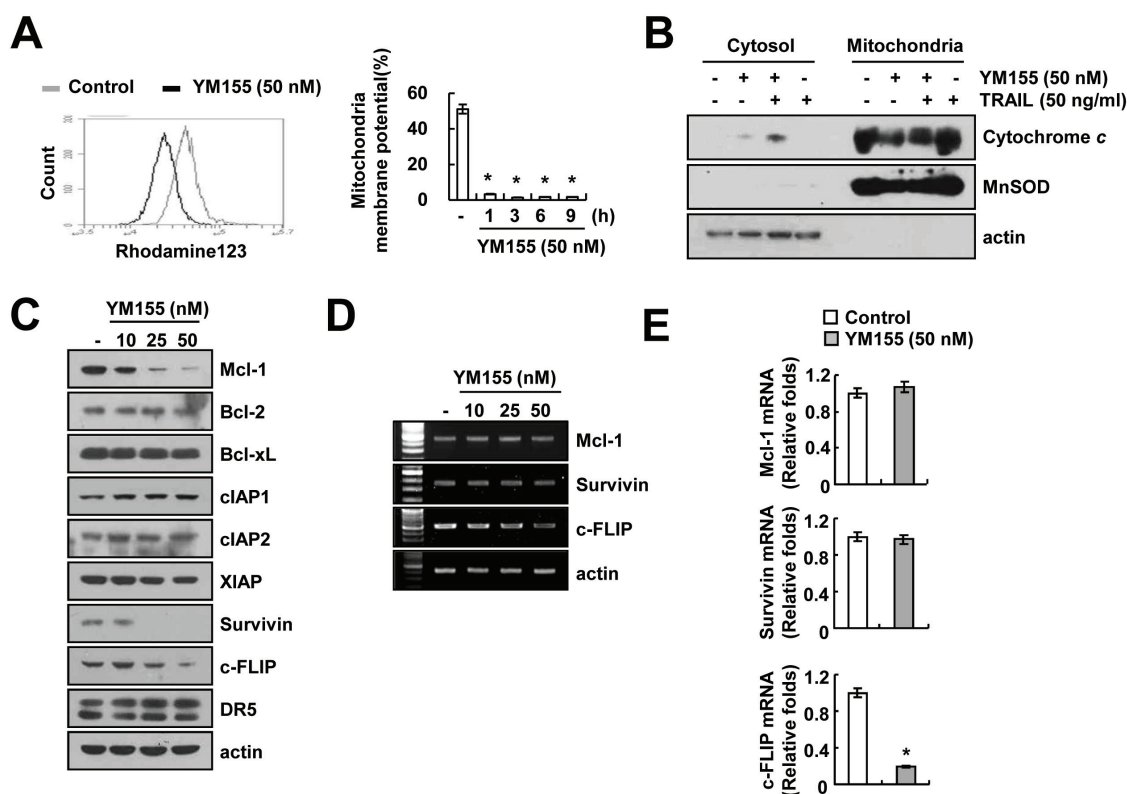 A
Control
YM155 (50 nM)
Count
300
200
100
0
Rhodamine123
Mitochondria
membrane potential(%)
60
40
20
0
-
1
3
6
9
(h)
*
*
*
*
YM155 (50 nM)
B
Cytosol
Mitochondria
- + + - - + + - YM155 (50 nM)
- - + + - - + + TRAIL (50 ng/ml)
Cytochrome c
MnSOD
actin
C
YM155 (nM)
- 10 25 50
Mcl-1
Bcl-2
Bcl-xL
cIAP1
cIAP2
XIAP
Survivin
c-FLIP
DR5
actin
D
YM155 (nM)
- 10 25 50
Mcl-1
Survivin
c-FLIP
actin
E
Control
YM155 (50 nM)
Mcl-1 mRNA
(Relative folds)
1.2
0.8
0.4
0
Survivin mRNA
(Relative folds)
1.2
0.8
0.4
0
c-FLIP mRNA
(Relative folds)
1.2
0.8
0.4
0
*